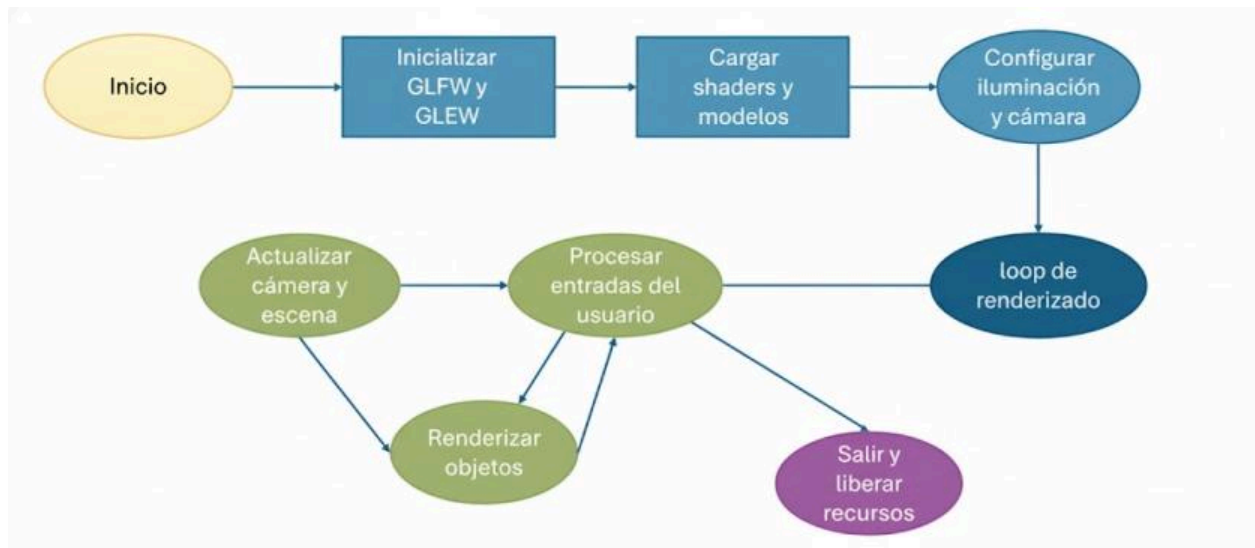 Inicio
Inicializar
GLFW y
GLEW
Cargar
shaders y
modelos
Configurar
iluminación
y cámara
Actualizar
cámera y
escena
Procesar
entradas del
usuario
loop de
renderizado
Renderizar
objetos
Salir y
liberar
recursos